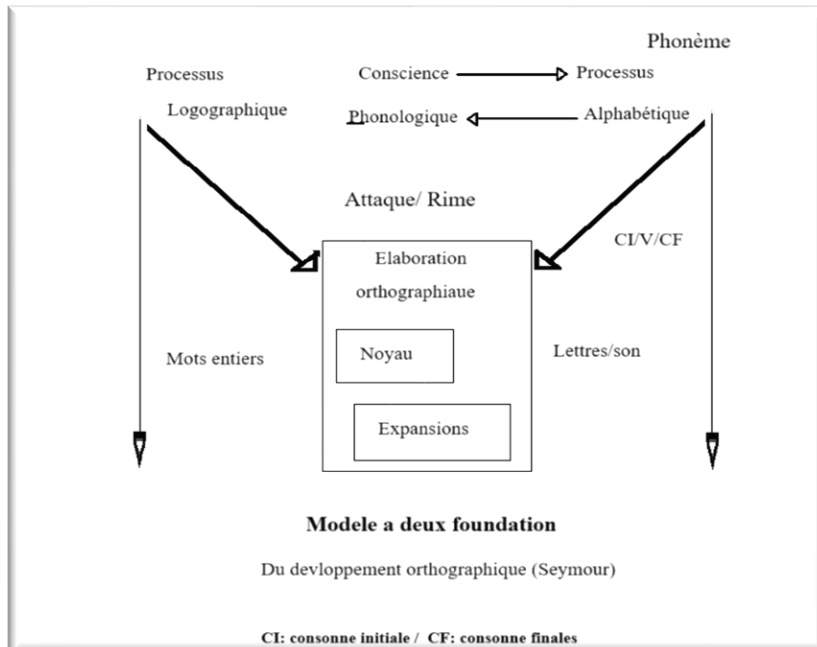 Phonème
Processus
Logographique
Conscience
Phonologique
Processus
Alphabétique
Attaque/ Rime
CI/V/CF
Elaboration
orthographiaue
Noyau
Expansions
Mots entiers
Lettres/son
Modele a deux foundation
Du devloppement orthographique (Seymour)
CI: consonne initiale / CF: consonne finales